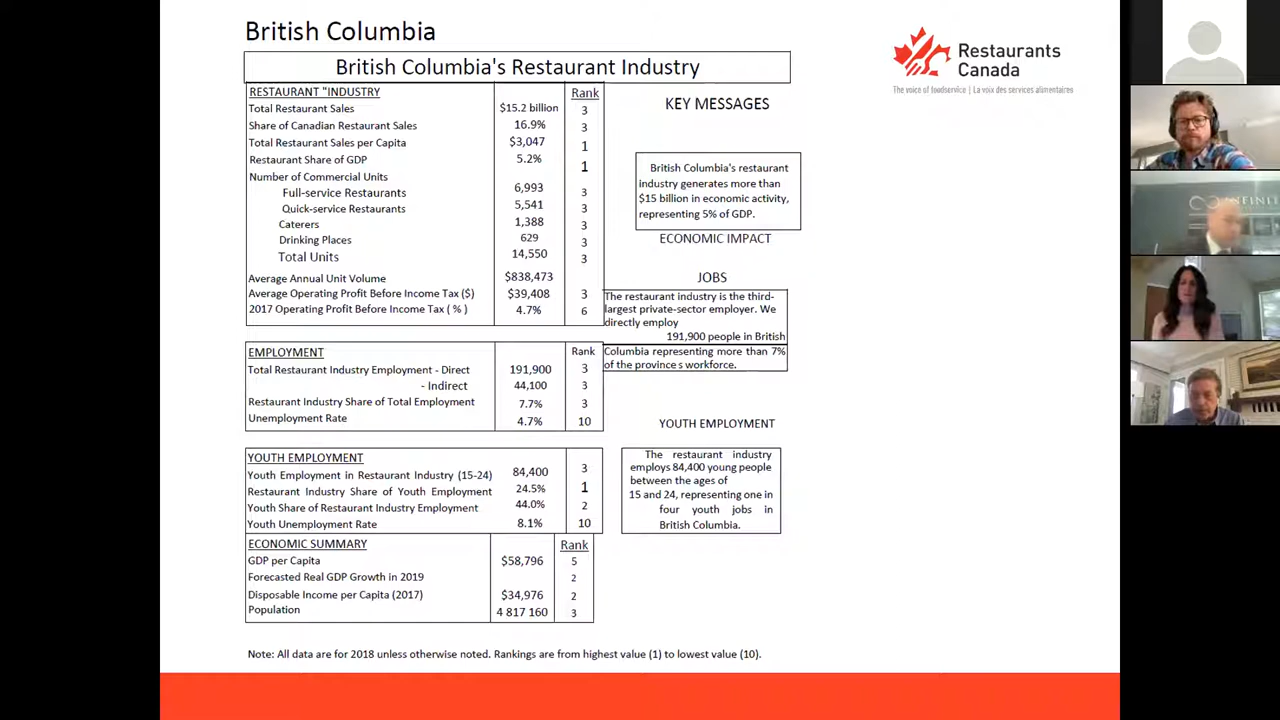 British Columbia
British Columbia's Restaurant Industry
Restaurants
Canada
The voice of foodservice | La voix des services alimentaires
RESTAURANT "INDUSTRY Rank
Total Restaurant Sales $15.2 billion 3
Share of Canadian Restaurant Sales 16.9% 3
Total Restaurant Sales per Capita $3,047 1
Restaurant Share of GDP 5.2% 1
Number of Commercial Units
Full-service Restaurants 6,993 3
Quick-service Restaurants 5,541 3
Caterers 1,388 3
Drinking Places 629 3
Total Units 14,550 3
Average Annual Unit Volume $838,473
Average Operating Profit Before Income Tax ($) $39,408 3
2017 Operating Profit Before Income Tax ( % ) 4.7% 6
EMPLOYMENT Rank
Total Restaurant Industry Employment - Direct 191,900 3
- Indirect 44,100 3
Restaurant Industry Share of Total Employment 7.7% 3
Unemployment Rate 4.7% 10
YOUTH EMPLOYMENT
Youth Employment in Restaurant Industry (15-24) 84,400 3
Restaurant Industry Share of Youth Employment 24.5% 1
Youth Share of Restaurant Industry Employment 44.0% 2
Youth Unemployment Rate 8.1% 10
ECONOMIC SUMMARY Rank
GDP per Capita $58,796 5
Forecasted Real GDP Growth in 2019 2
Disposable Income per Capita (2017) $34,976 2
Population 4 817 160 3
KEY MESSAGES
British Columbia's restaurant
industry generates more than
$15 billion in economic activity,
representing 5% of GDP.
ECONOMIC IMPACT
JOBS
The restaurant industry is the third-
largest private-sector employer. We
directly employ
191,900 people in British
Columbia representing more than 7%
of the province s workforce.
YOUTH EMPLOYMENT
The restaurant industry
employs 84,400 young people
between the ages of
15 and 24, representing one in
four youth jobs in
British Columbia.
Note: All data are for 2018 unless otherwise noted. Rankings are from highest value (1) to lowest value (10).